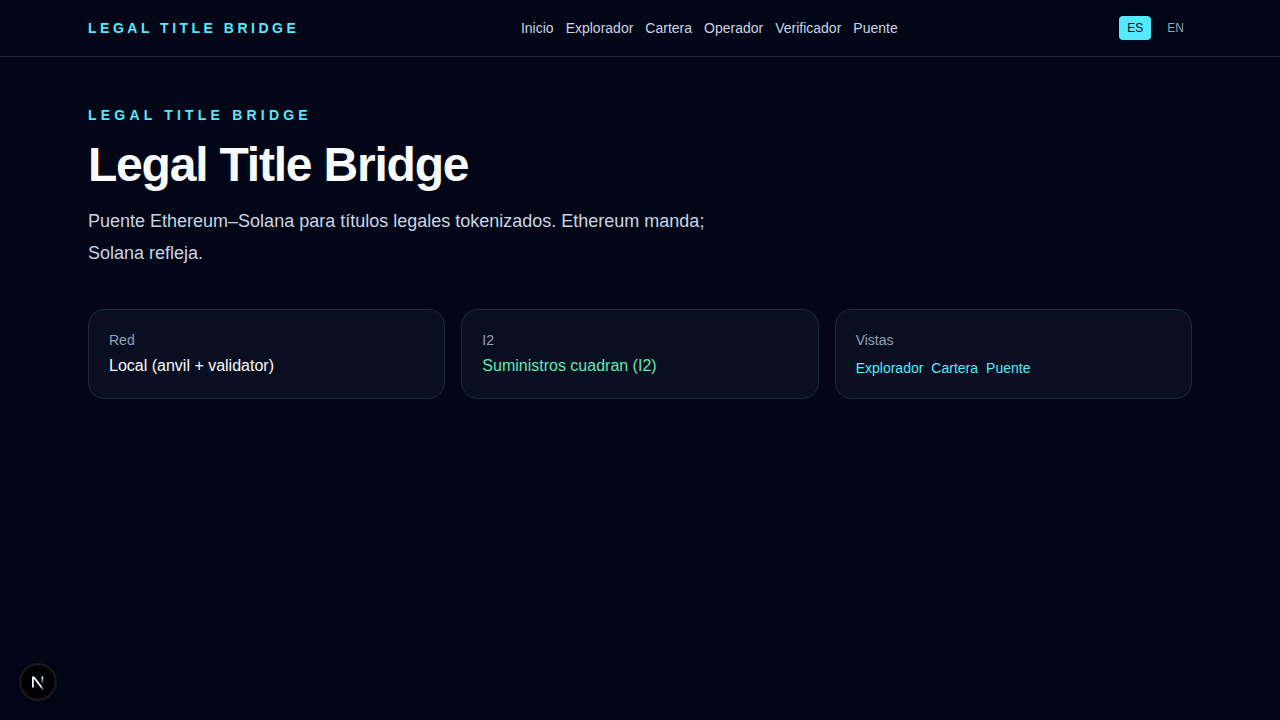 LEGAL TITLE BRIDGE
Inicio Explorador Cartera Operador Verificador Puente
ES EN
LEGAL TITLE BRIDGE
Legal Title Bridge
Puente Ethereum–Solana para títulos legales tokenizados. Ethereum manda;
Solana refleja.
Red
Local (anvil + validator)
I2
Suministros cuadran (I2)
Vistas
Explorador Cartera Puente
N